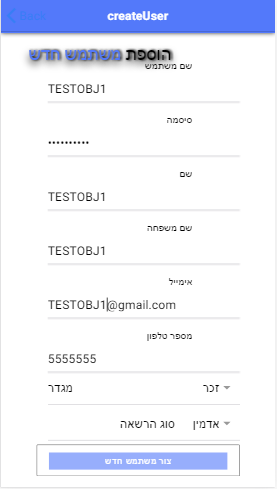 createUser
הוספת משתמש חדש
שם משתמש
TESTOBJ1
סיסמה
••••••••••
שם
TESTOBJ1
שם משפחה
TESTOBJ1
אימייל
TESTOBJ1@gmail.com
מספר טלפון
5555555
מגדר זכר
סוג הרשאה אדמין
צור משתמש חדש